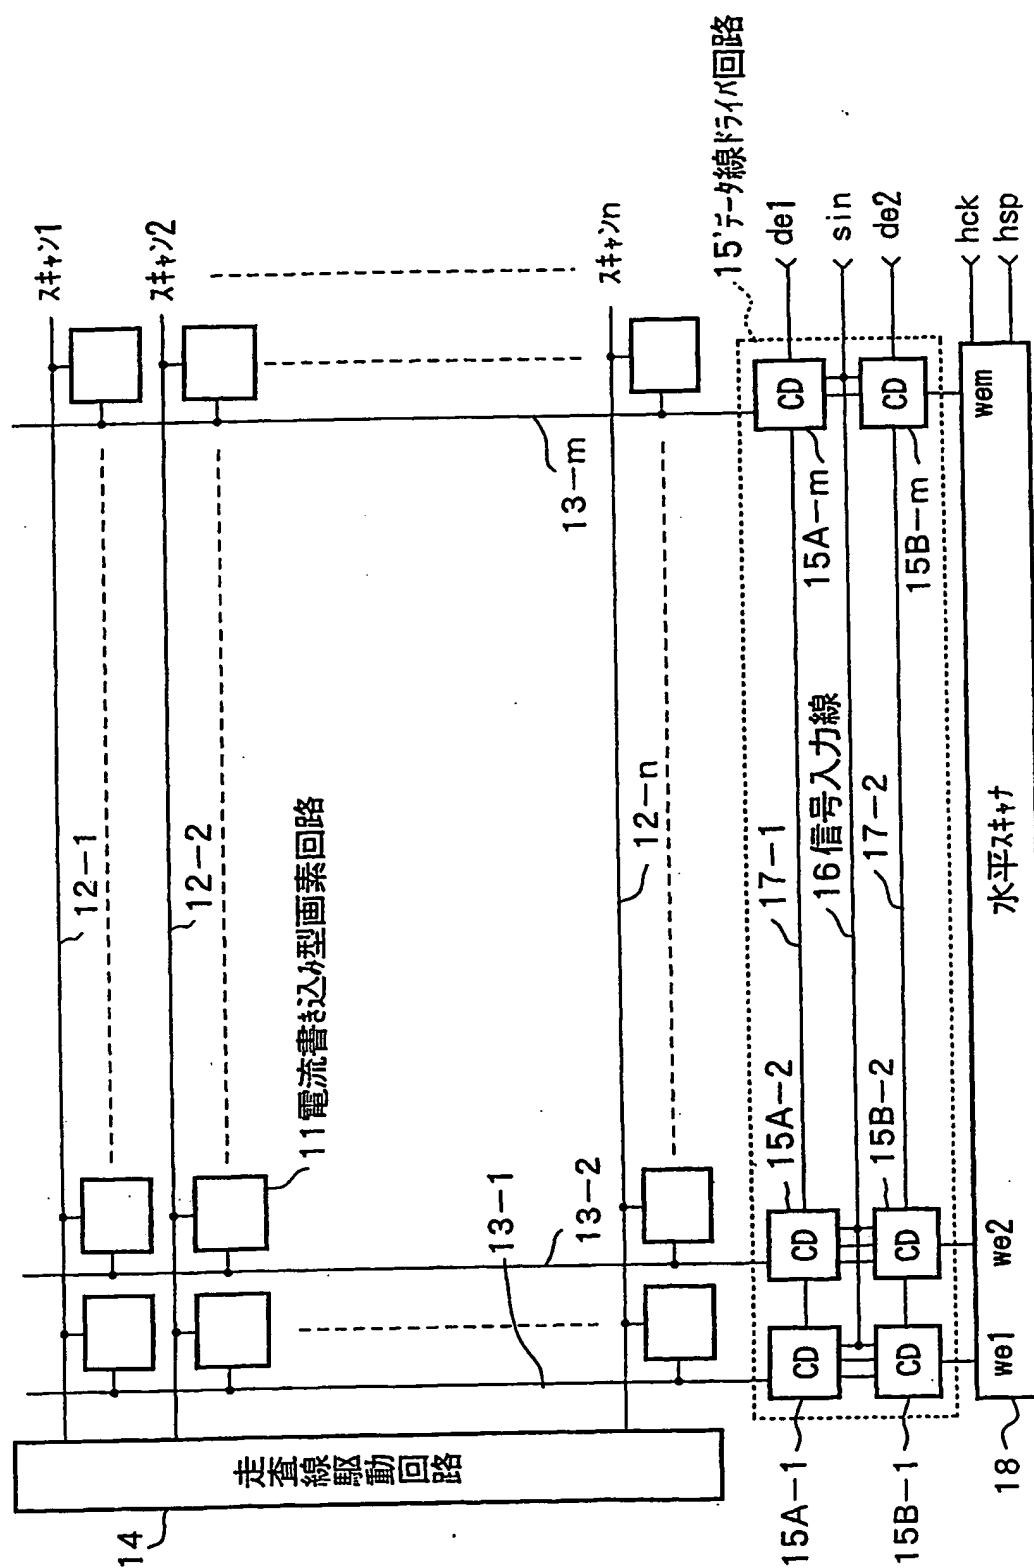 スキャン1
スキャン2
スキャンn
12-1
12-2
12-n
11電流書き込み型画素回路
13-1
13-2
13-m
走査線駆動回路
14
15'データ線ドライバ回路
de1
sin
de2
hck
hsp
CD
CD
CD
CD
CD
CD
15A-1
15A-2
15A-m
15B-1
15B-2
15B-m
17-1
16信号入力線
17-2
we1
we2
wem
水平スキャナ
18